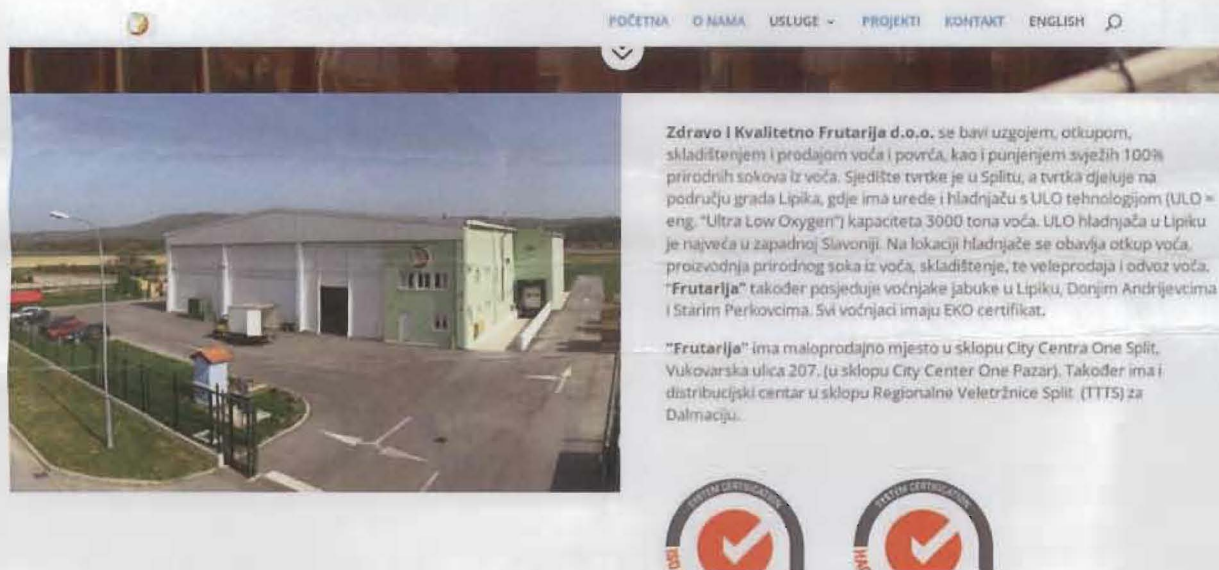 POČETNA O NAMA USLUGE PROJEKTI KONTAKT ENGLISH
Zdravo i Kvalitetno Frutarija d.o.o. se bavi uzgojem, otkupom,
skladištenjem i prodajom voća i povrća, kao i punjenjem svježih 100%
prirodnih sokova iz voća. Sjedište tvrtke je u Splitu, a tvrtka djeluje na
području grada Lipika, gdje ima urede i hladnjaču s ULO tehnologijom (ULO =
eng. "Ultra Low Oxygen") kapaciteta 3000 tona voća. ULO hladnjača u Lipiku
je najveća u zapadnoj Slavoniji. Na lokaciji hladnjače se obavlja otkup voća,
proizvodnja prirodnog soka iz voća, skladištenje, te veleprodaja i odvoz voća.
"Frutarija" također posjeduje voćnjake jabuke u Lipiku, Donjim Andrijevcima
i Starim Perkovcima. Svi voćnjaci imaju EKO certifikat.
"Frutarija" ima maloprodajno mjesto u sklopu City Centra One Split,
Vukovarska ulica 207. (u sklopu City Center One Pazar). Također ima i
distribucijski centar u sklopu Regionalne Veletržnice Split (TTTS) za
Dalmaciju.
SYSTEM CERTIFICATION
SYSTEM CERTIFICATION